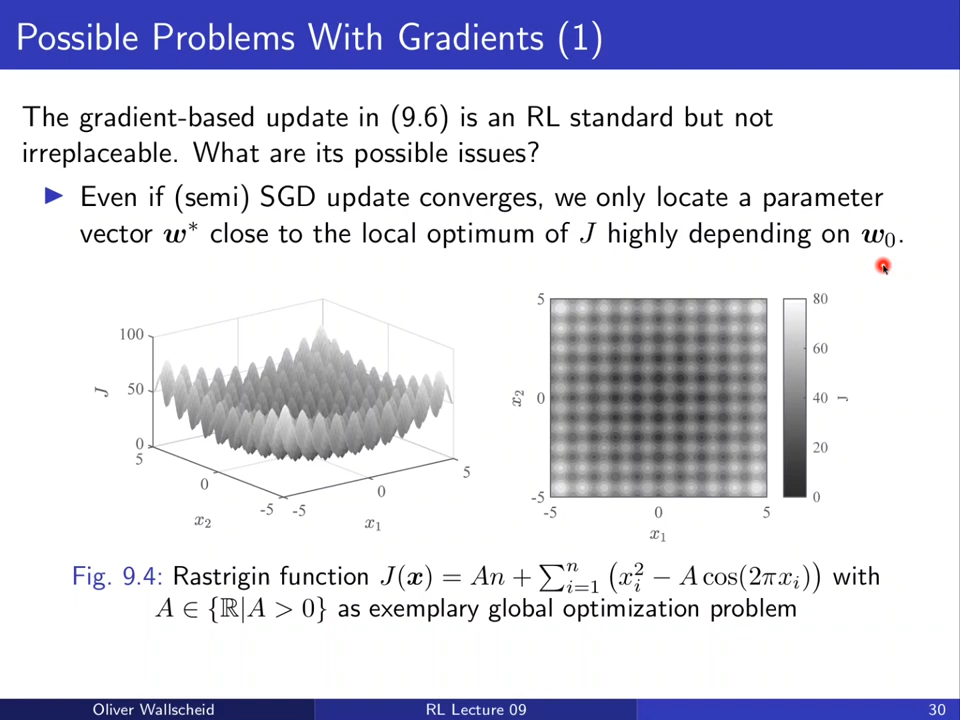 Possible Problems With Gradients (1)
The gradient-based update in (9.6) is an RL standard but not
irreplaceable. What are its possible issues?
▶ Even if (semi) SGD update converges, we only locate a parameter
vector w* close to the local optimum of J highly depending on w₀.
100
50
0
J
5
0
-5
x₂
-5
0
5
x₁
5
0
-5
x₂
-5
0
5
x₁
80
60
40
20
0
J
Fig. 9.4: Rastrigin function J(x) = An + ∑ⁿᵢ₌₁ (xᵢ² − A cos(2πxᵢ)) with
A ∈ {ℝ|A > 0} as exemplary global optimization problem
Oliver Wallscheid
RL Lecture 09
30